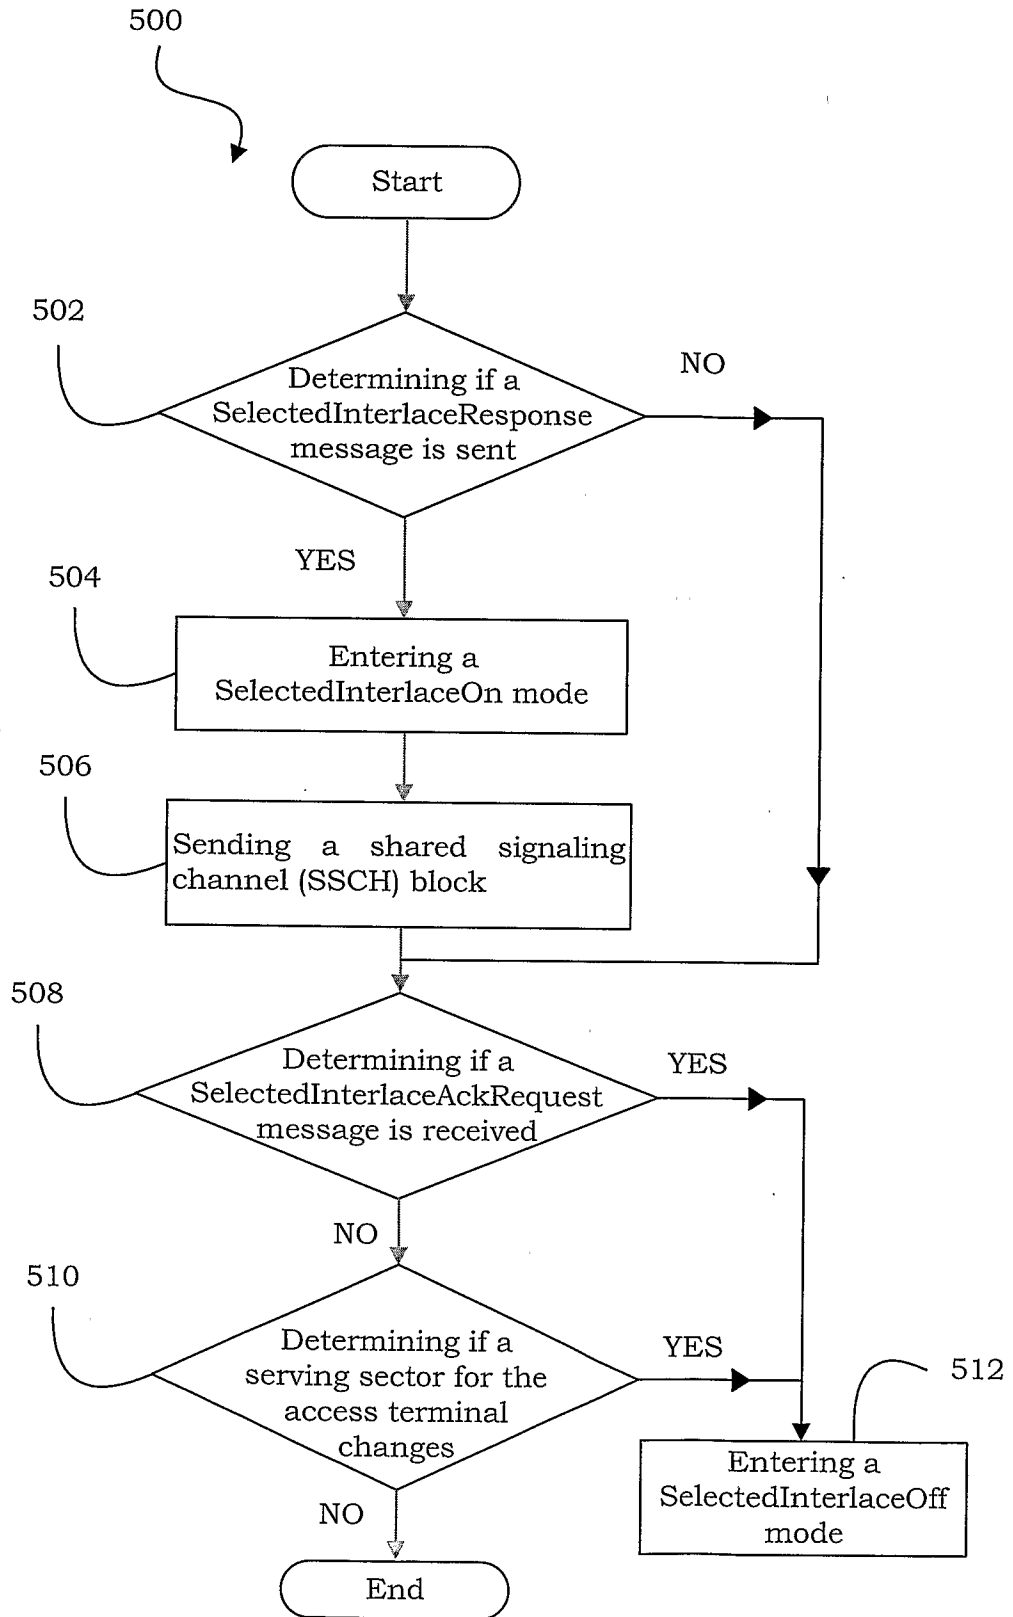 500
Start
502
Determining if a
SelectedInterlaceResponse
message is sent
NO
YES
504
Entering a
SelectedInterlaceOn mode
506
Sending a shared signaling
channel (SSCH) block
508
Determining if a
SelectedInterlaceAckRequest
message is received
YES
NO
510
Determining if a
serving sector for the
access terminal
changes
YES
512
Entering a
SelectedInterlaceOff
mode
NO
End